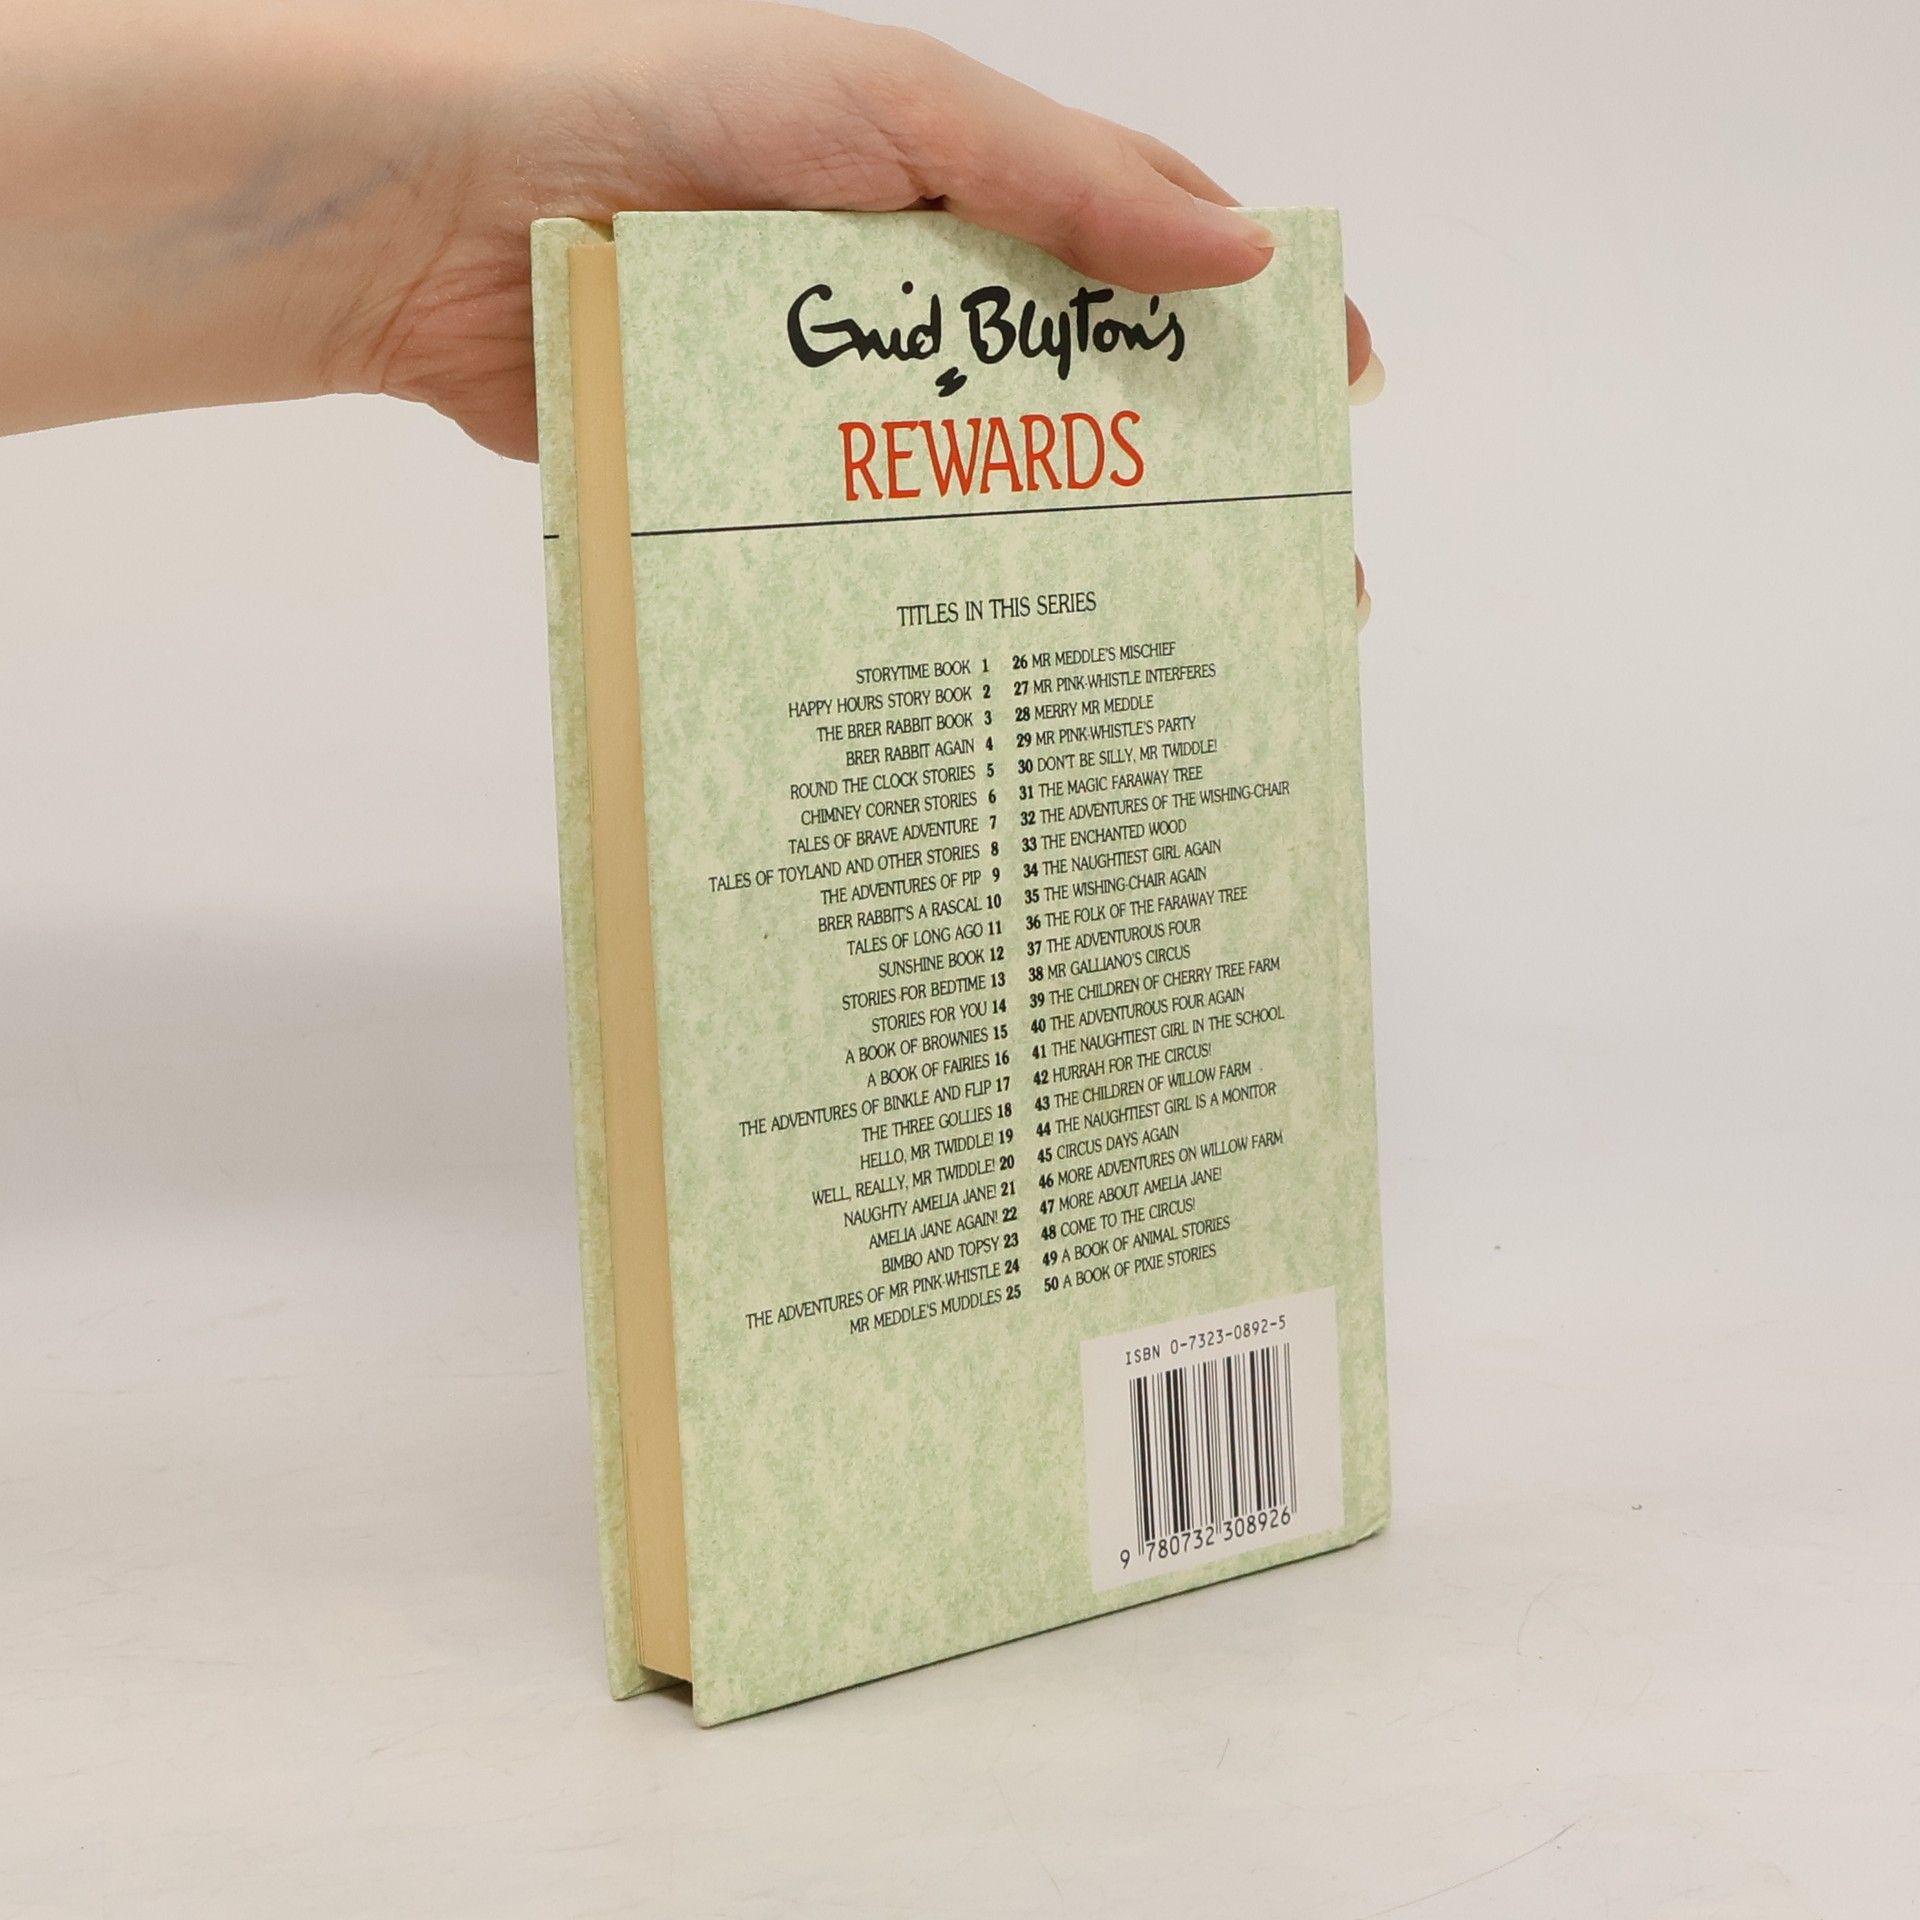 Enid Blyton's
REWARDS
TITLES IN THIS SERIES
STORYTIME BOOK 1
HAPPY HOURS STORY BOOK 2
THE BRER RABBIT BOOK 3
BRER RABBIT AGAIN 4
ROUND THE CLOCK STORIES 5
CHIMNEY CORNER STORIES 6
TALES OF BRAVE ADVENTURE 7
TALES OF TOYLAND AND OTHER STORIES 8
THE ADVENTURES OF PIP 9
BRER RABBIT'S A RASCAL 10
TALES OF LONG AGO 11
SUNSHINE BOOK 12
STORIES FOR BEDTIME 13
STORIES FOR YOU 14
A BOOK OF BROWNIES 15
A BOOK OF FAIRIES 16
THE ADVENTURES OF BINKLE AND FLIP 17
THE THREE GOLLIES 18
HELLO, MR TWIDDLE! 19
WELL, REALLY, MR TWIDDLE! 20
NAUGHTY AMELIA JANE! 21
AMELIA JANE AGAIN! 22
BIMBO AND TOPSY 23
THE ADVENTURES OF MR PINK-WHISTLE 24
MR MEDDLE'S MUDDLES 25
26 MR MEDDLE'S MISCHIEF
27 MR PINK-WHISTLE INTERFERES
28 MERRY MR MEDDLE
29 MR PINK-WHISTLE'S PARTY
30 DON'T BE SILLY, MR TWIDDLE!
31 THE MAGIC FARAWAY TREE
32 THE ADVENTURES OF THE WISHING-CHAIR
33 THE ENCHANTED WOOD
34 THE NAUGHTIEST GIRL AGAIN
35 THE WISHING-CHAIR AGAIN
36 THE FOLK OF THE FARAWAY TREE
37 THE ADVENTUROUS FOUR
38 MR GALLIANO'S CIRCUS
39 THE CHILDREN OF CHERRY TREE FARM
40 THE ADVENTUROUS FOUR AGAIN
41 THE NAUGHTIEST GIRL IN THE SCHOOL
42 HURRAH FOR THE CIRCUS!
43 THE CHILDREN OF WILLOW FARM
44 THE NAUGHTIEST GIRL IS A MONITOR
45 CIRCUS DAYS AGAIN
46 MORE ADVENTURES ON WILLOW FARM
47 MORE ABOUT AMELIA JANE!
48 COME TO THE CIRCUS!
49 A BOOK OF ANIMAL STORIES
50 A BOOK OF PIXIE STORIES
ISBN 0-7323-0892-5
9 780732 308926